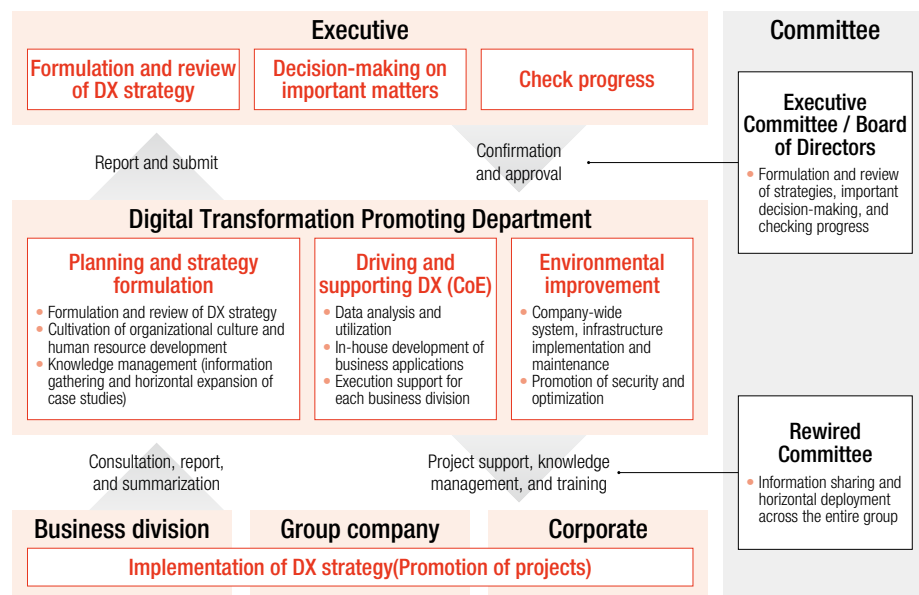 Executive
Formulation and review
of DX strategy
Decision-making on
important matters
Check progress
Report and submit
Confirmation
and approval
Digital Transformation Promoting Department
Planning and strategy
formulation
• Formulation and review of DX strategy
• Cultivation of organizational culture and
human resource development
• Knowledge management (information
gathering and horizontal expansion of
case studies)
Driving and
supporting DX (CoE)
• Data analysis and
utilization
• In-house development of
business applications
• Execution support for
each business division
Environmental
improvement
• Company-wide
system, infrastructure
implementation and
maintenance
• Promotion of security and
optimization
Consultation, report,
and summarization
Project support, knowledge
management, and training
Business division
Group company
Corporate
Implementation of DX strategy(Promotion of projects)
Committee
Executive
Committee / Board
of Directors
• Formulation and review
of strategies, important
decision-making, and
checking progress
Rewired
Committee
• Information sharing and
horizontal deployment
across the entire group